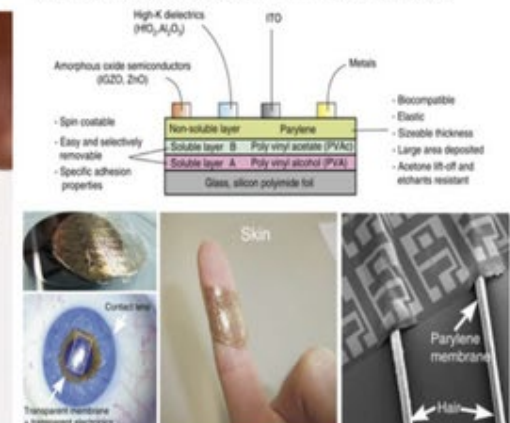 High-K dielectrics
(HfO₂,Al₂O₃)
ITO
Amorphous oxide semiconductors
(IGZO, ZnO)
Metals
- Spin coatable
- Easy and selectively
removable
- Specific adhesion
properties
Non-soluble layer Parylene
Soluble layer B Poly vinyl acetate (PVAc)
Soluble layer A Poly vinyl alcohol (PVA)
Glass, silicon polyimide foil
- Biocompatible
- Elastic
- Sizeable thickness
- Large area deposited
- Acetone lift-off and
etchants resistant
Contact lens
Transparent membrane
+ transparent electronics
Skin
Parylene
membrane
Hair